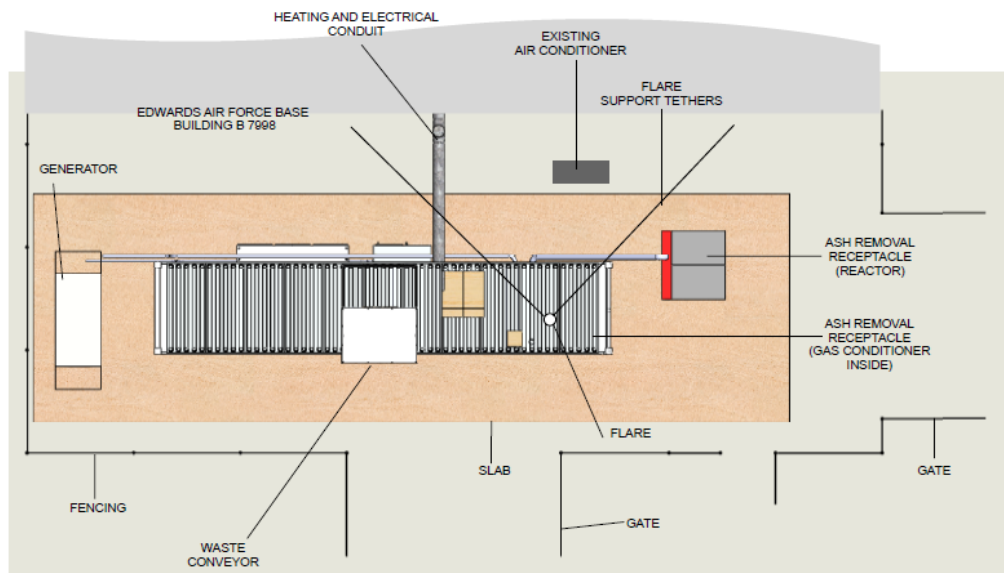 HEATING AND ELECTRICAL
CONDUIT
EXISTING
AIR CONDITIONER
FLARE
SUPPORT TETHERS
EDWARDS AIR FORCE BASE
BUILDING B 7998
GENERATOR
ASH REMOVAL
RECEPTACLE
(REACTOR)
ASH REMOVAL
RECEPTACLE
(GAS CONDITIONER
INSIDE)
FLARE
SLAB
GATE
FENCING
GATE
WASTE
CONVEYOR